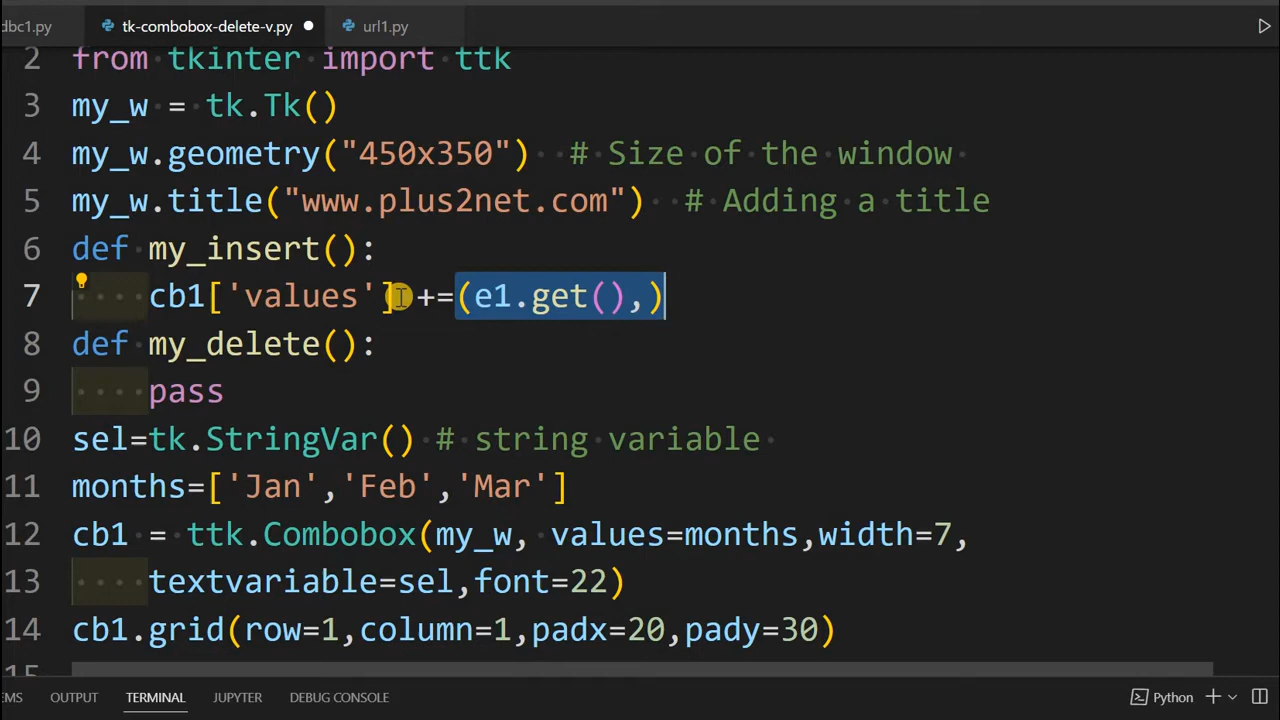 dbc1.py tk-combobox-delete-v.py url1.py
2 from tkinter import ttk
3 my_w = tk.Tk()
4 my_w.geometry("450x350")  # Size of the window
5 my_w.title("www.plus2net.com")  # Adding a title
6 def my_insert():
7     cb1['values'] +=(e1.get(),)
8 def my_delete():
9     pass
10 sel=tk.StringVar() # string variable
11 months=['Jan','Feb','Mar']
12 cb1 = ttk.Combobox(my_w, values=months,width=7,
13     textvariable=sel,font=22)
14 cb1.grid(row=1,column=1,padx=20,pady=30)
15
EMS OUTPUT TERMINAL JUPYTER DEBUG CONSOLE Python